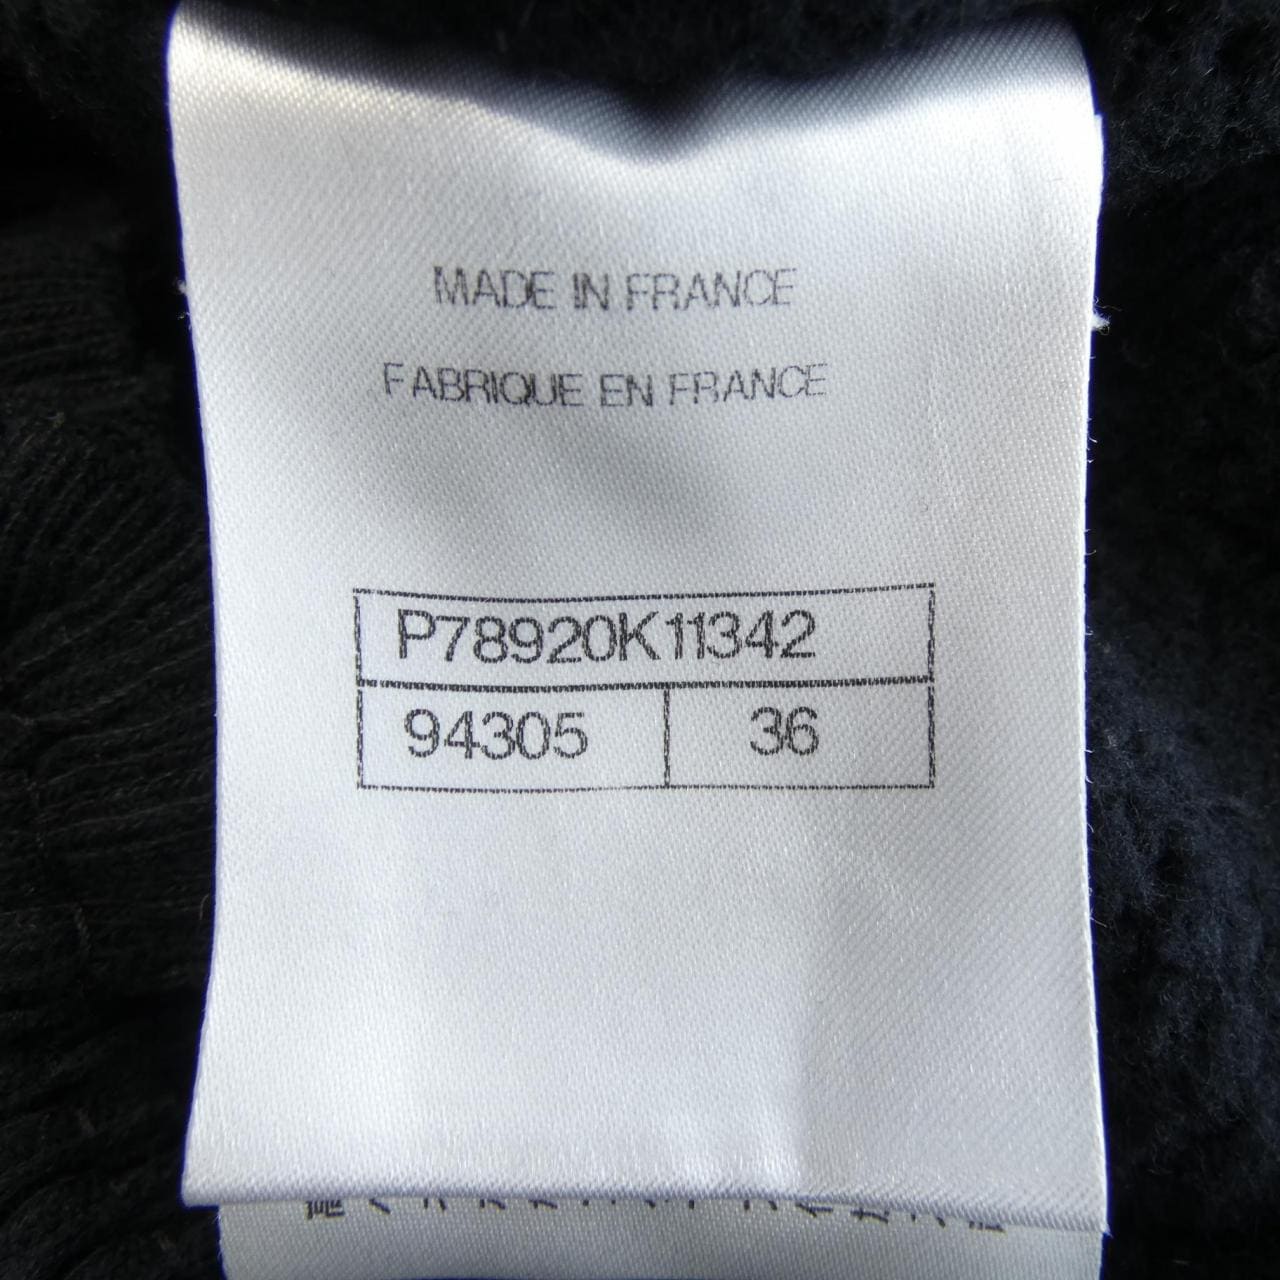 MADE IN FRANCE
FABRIQUE EN FRANCE
P78920K11342
94305 36